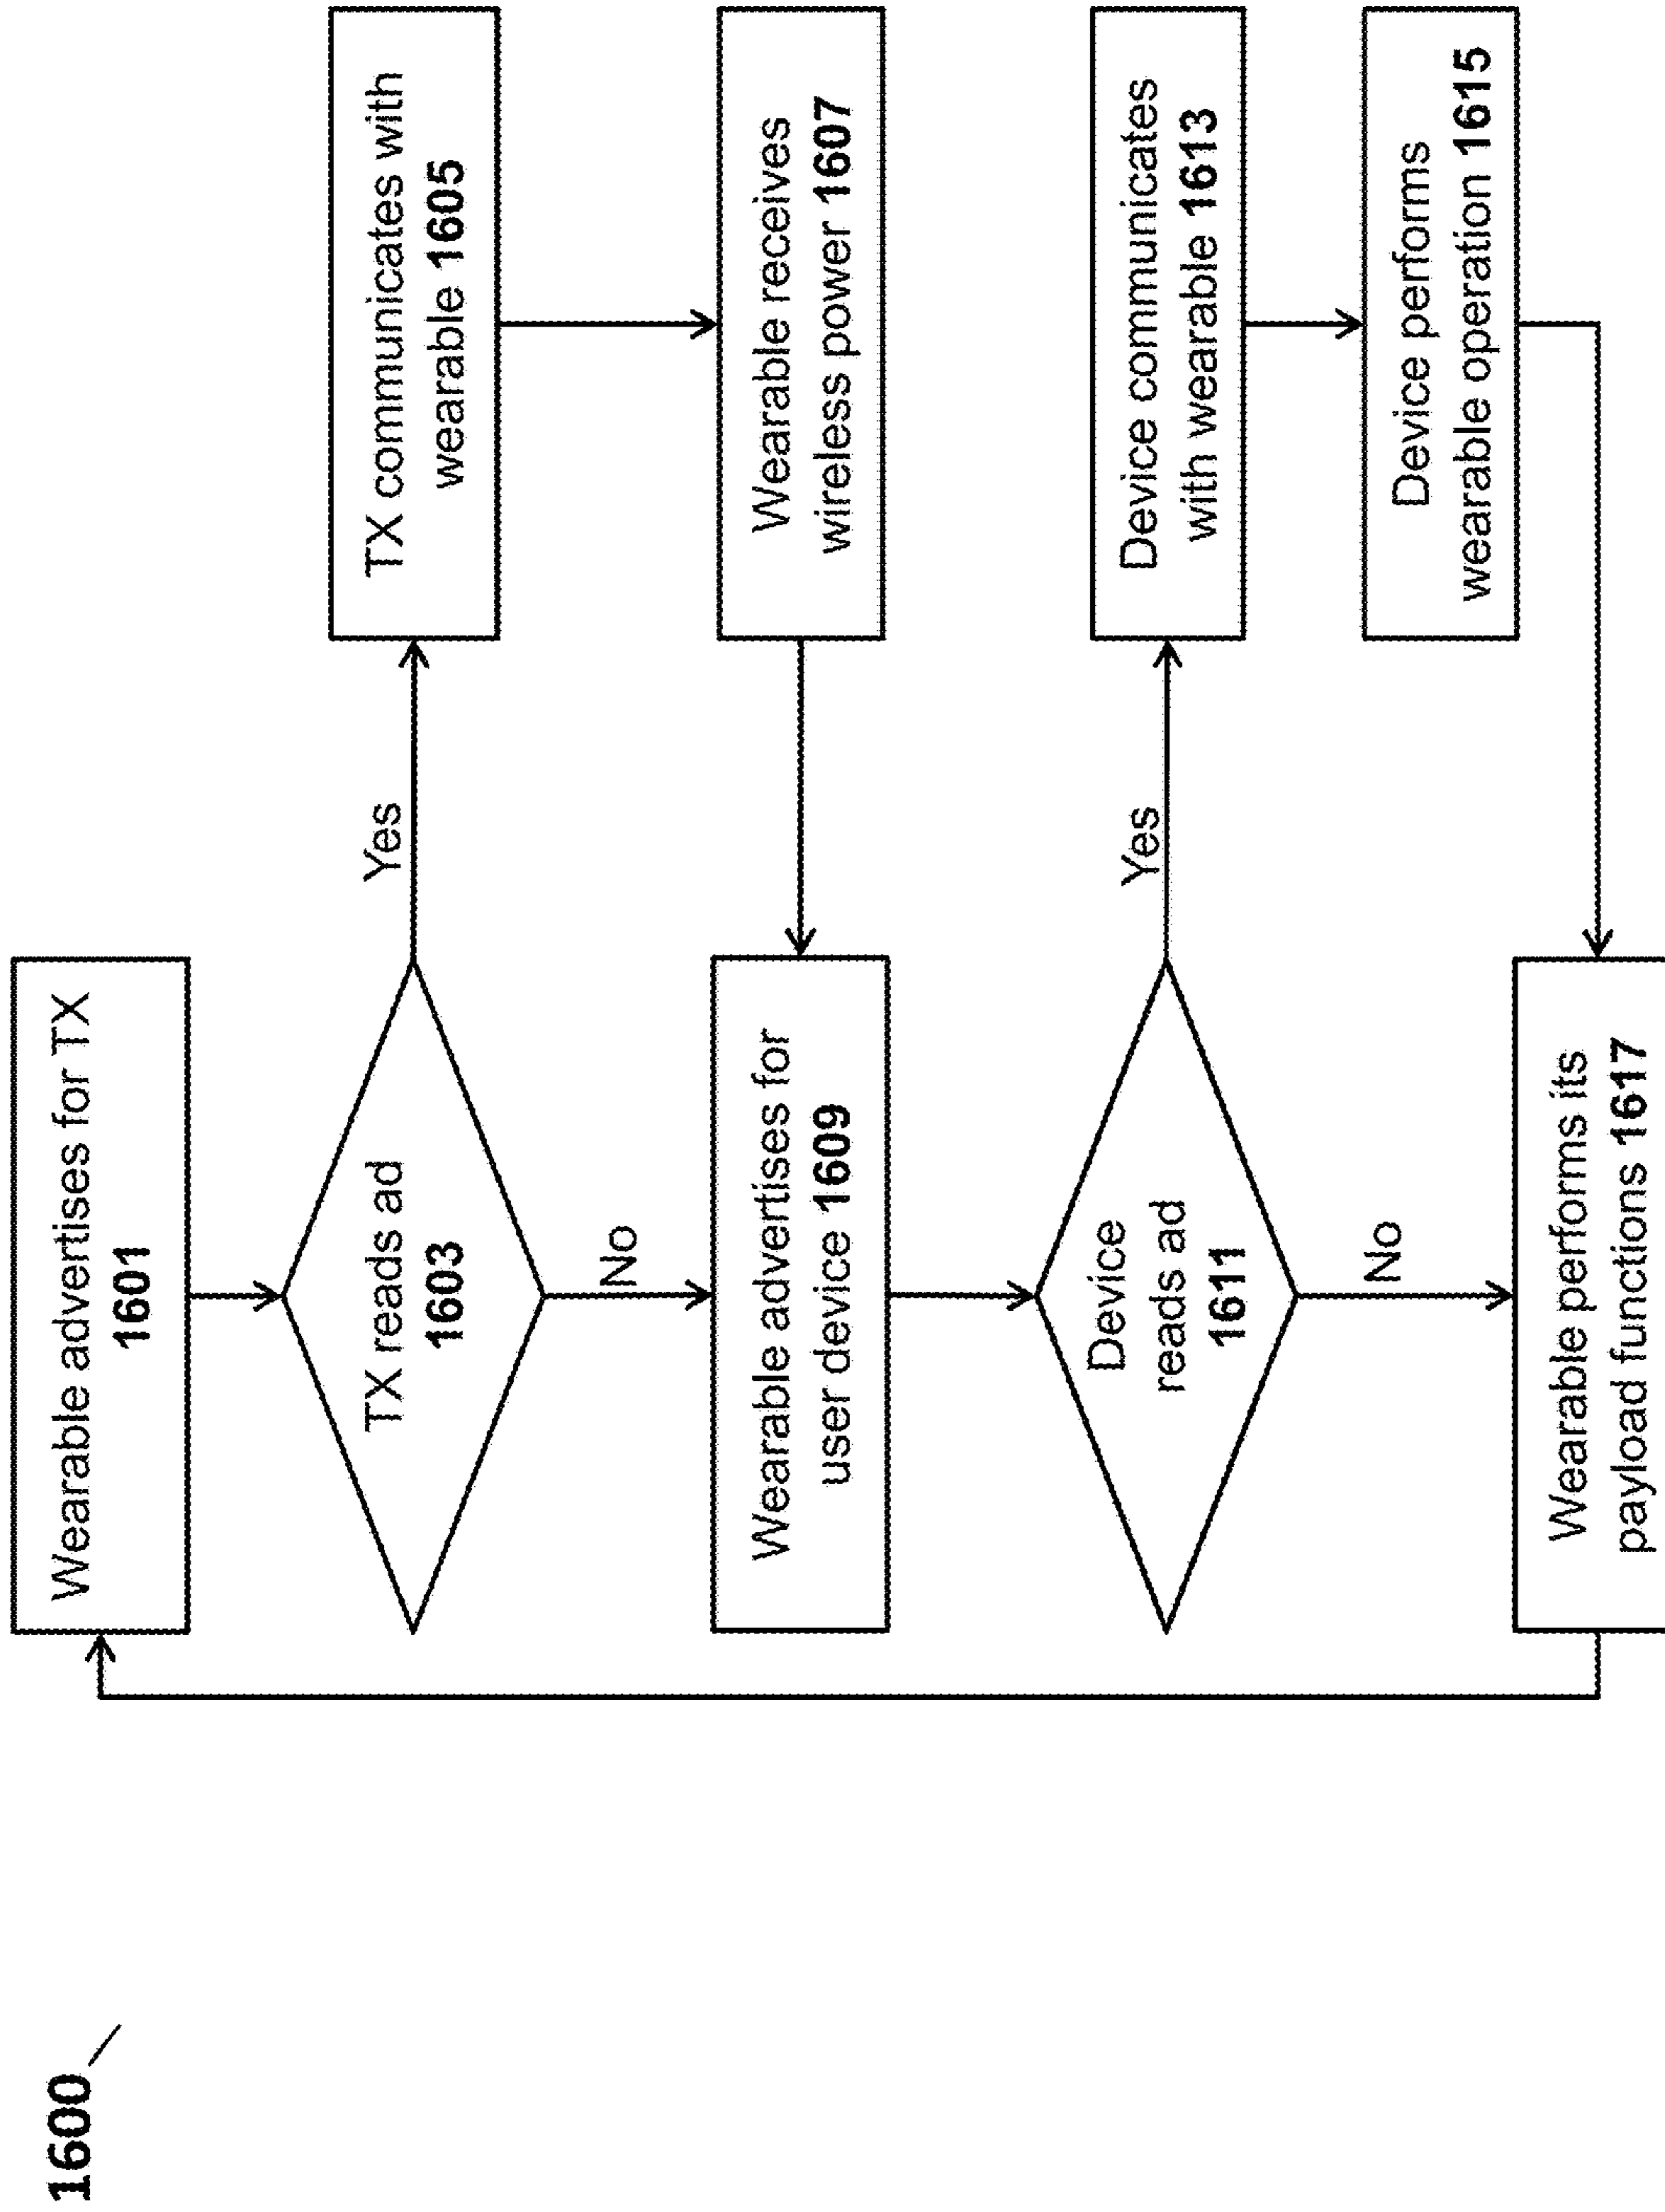 1600
Wearable advertises for TX
1601
TX reads ad
1603
Yes
TX communicates with
wearable 1605
Wearable receives
wireless power 1607
No
Wearable advertises for
user device 1609
Device
reads ad
1611
Yes
Device communicates
with wearable 1613
Device performs
wearable operation 1615
No
Wearable performs its
payload functions 1617